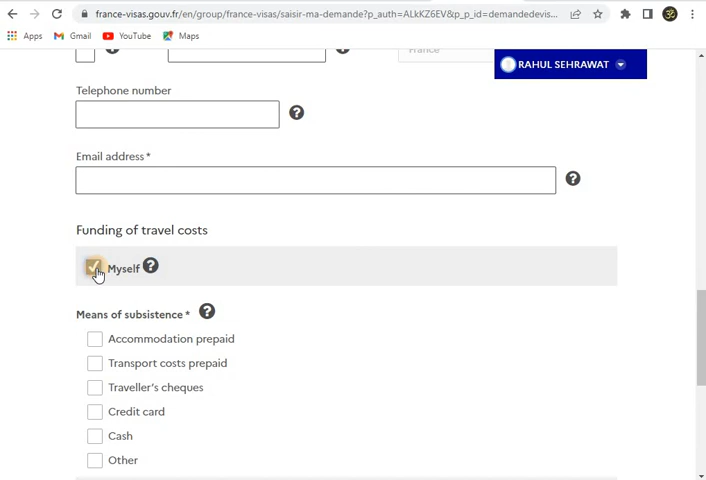 france-visas.gouv.fr/en/group/france-visas/saisir-ma-demande?p_auth=ALkKZ6EV&p_p_id=demandedevis...
Apps Gmail YouTube Maps
France
RAHUL SEHRAWAT
Telephone number
Email address *
Funding of travel costs
Myself
Means of subsistence *
Accommodation prepaid
Transport costs prepaid
Traveller's cheques
Credit card
Cash
Other